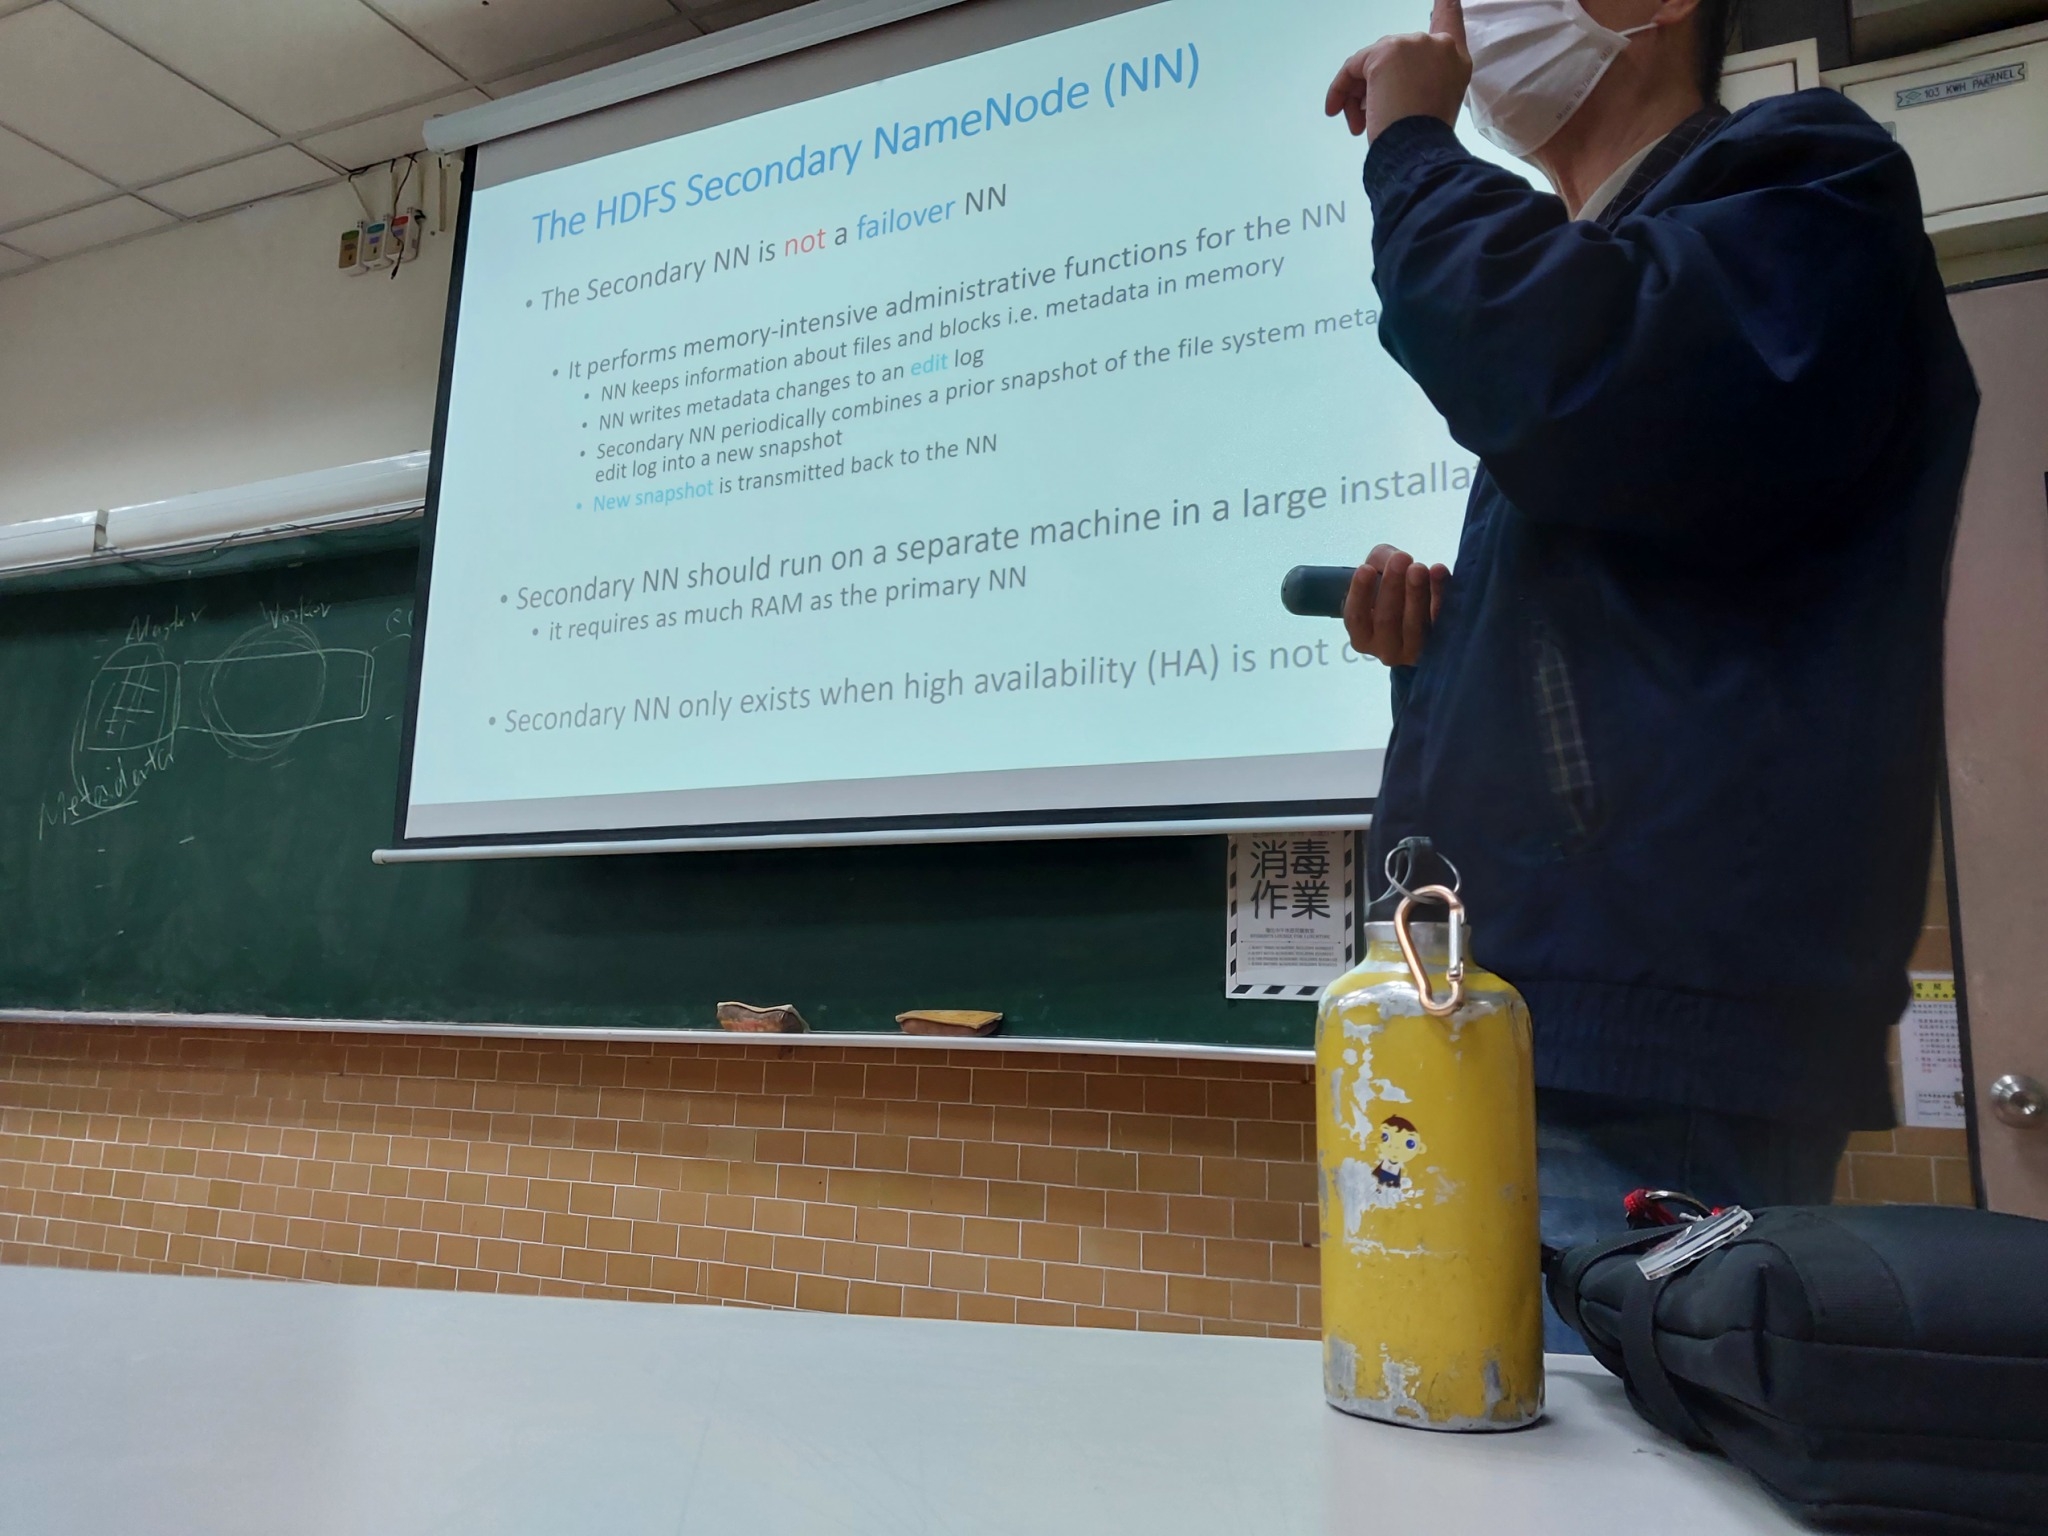 The HDFS Secondary NameNode (NN)
• The Secondary NN is not a failover NN
• It performs memory-intensive administrative functions for the NN
• NN keeps information about files and blocks i.e. metadata in memory
• NN writes metadata changes to an edit log
• Secondary NN periodically combines a prior snapshot of the file system meta
edit log into a new snapshot
• New snapshot is transmitted back to the NN
• Secondary NN should run on a separate machine in a large installa
• it requires as much RAM as the primary NN
• Secondary NN only exists when high availability (HA) is not
103 KWH PA/PANEL
Master Worker
Metaidata
消毒
作業